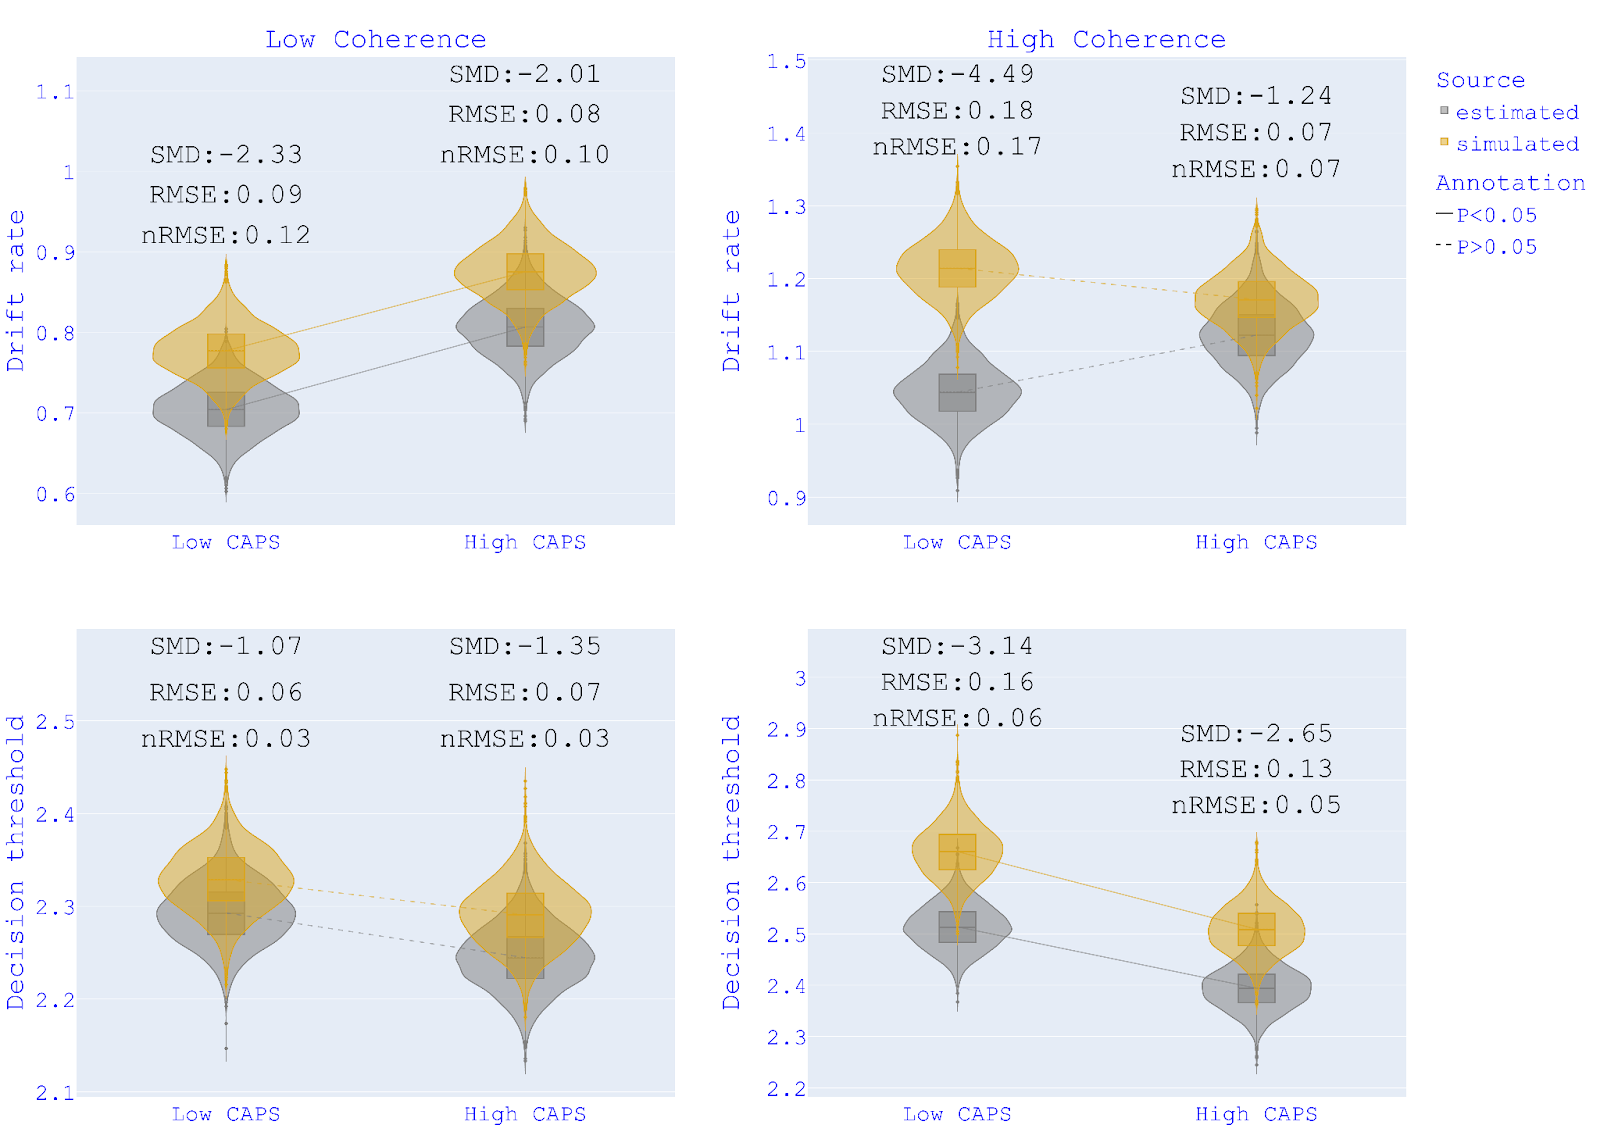 Low Coherence
SMD:-2.33
RMSE:0.09
nRMSE:0.12
SMD:-2.01
RMSE:0.08
nRMSE:0.10
1.1
1
0.9
0.8
0.7
0.6
Drift rate
Low CAPS
High CAPS
High Coherence
SMD:-4.49
RMSE:0.18
nRMSE:0.17
SMD:-1.24
RMSE:0.07
nRMSE:0.07
1.5
1.4
1.3
1.2
1.1
1
0.9
Drift rate
Low CAPS
High CAPS
Source
estimated
simulated
Annotation
P<0.05
P>0.05
SMD:-1.07
RMSE:0.06
nRMSE:0.03
SMD:-1.35
RMSE:0.07
nRMSE:0.03
2.5
2.4
2.3
2.2
2.1
Decision threshold
Low CAPS
High CAPS
SMD:-3.14
RMSE:0.16
nRMSE:0.06
SMD:-2.65
RMSE:0.13
nRMSE:0.05
3
2.9
2.8
2.7
2.6
2.5
2.4
2.3
2.2
Decision threshold
Low CAPS
High CAPS